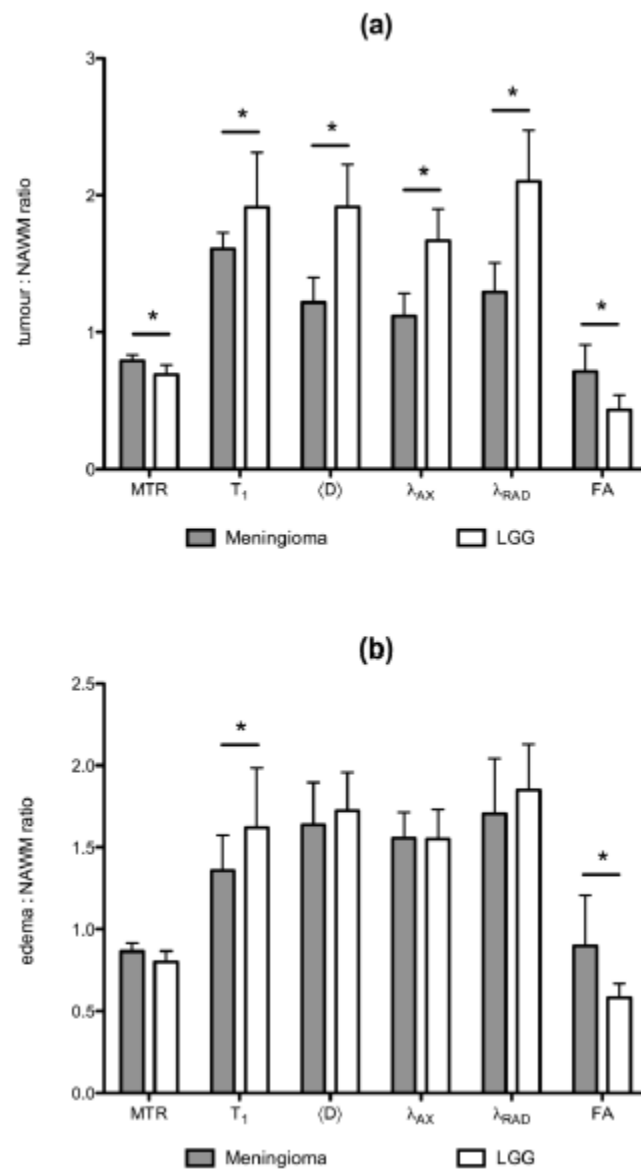 (a)
tumour : NAWM ratio
3
2
1
0
* * * * * *
MTR T₁ ⟨D⟩ λAX λRAD FA
Meningioma LGG
(b)
edema : NAWM ratio
2.5
2.0
1.5
1.0
0.5
0.0
* *
MTR T₁ ⟨D⟩ λAX λRAD FA
Meningioma LGG